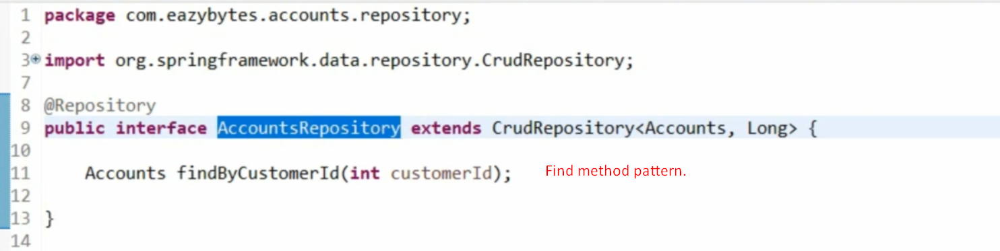 1 package com.eazybytes.accounts.repository;
2
3 import org.springframework.data.repository.CrudRepository;
7
8 @Repository
9 public interface AccountsRepository extends CrudRepository<Accounts, Long> {
10
11 Accounts findByCustomerId(int customerId); Find method pattern.
12
13 }
14